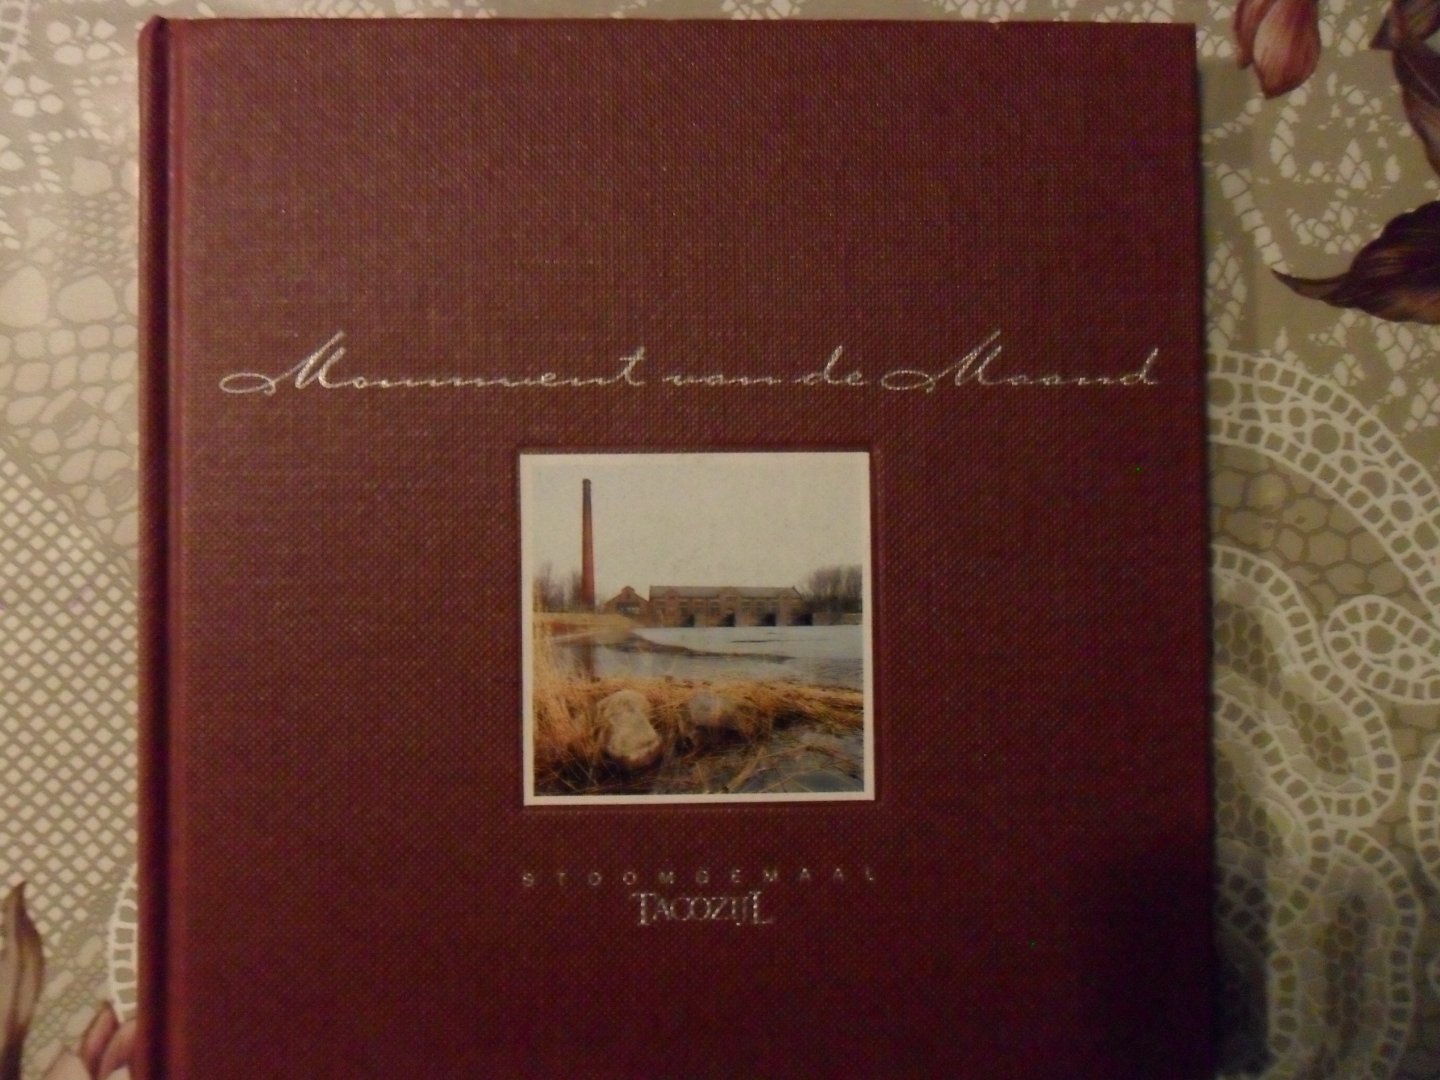 Monument van de Maand
STOOMGEMAAL
TACOZIJL